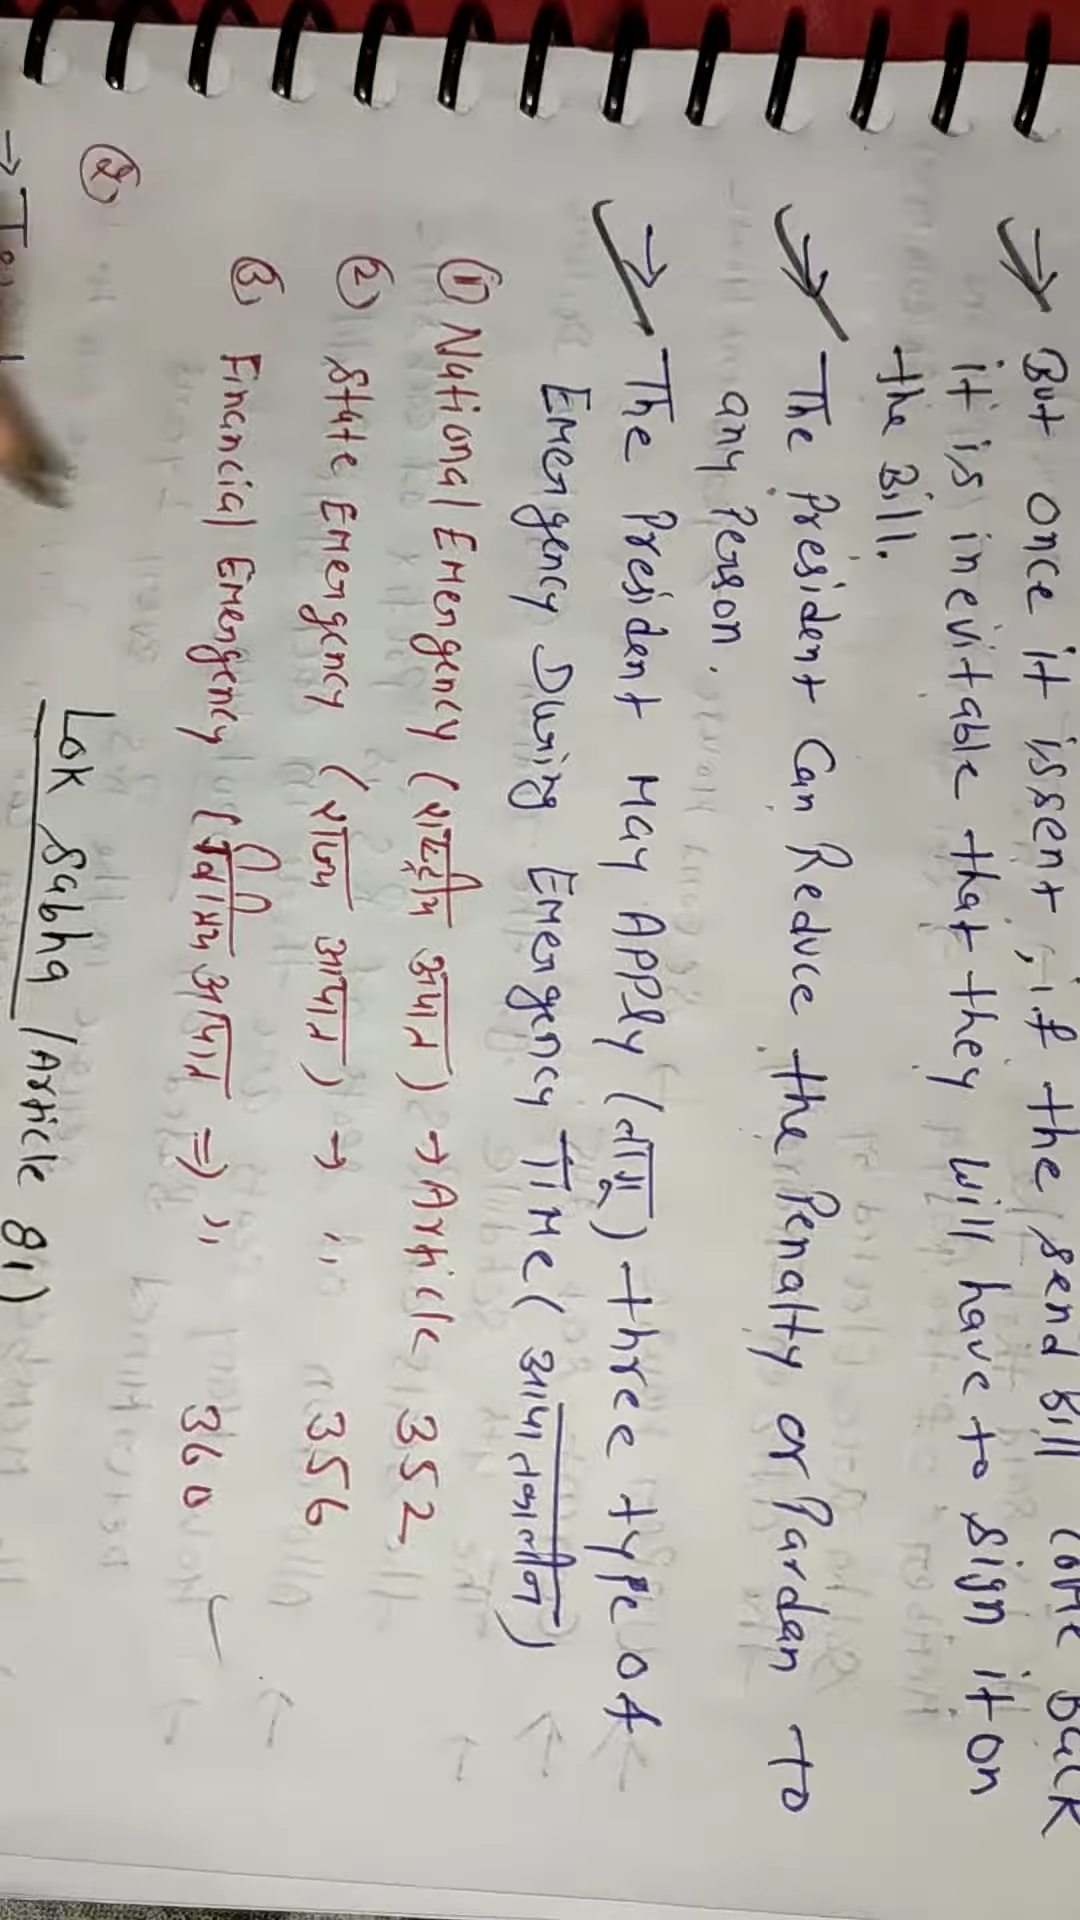 → But once it is sent, if the send bill come back
it is inevitable that they will have to sign it on
the Bill.
→ The President Can Reduce the Penalty or Pardan to
any Person.
→ The President May Apply (लागू) three type of
Emergency During Emergency Time (आपातकालीन)
① National Emergency (राष्ट्रीय अपात) → Article 352
② State Emergency (राज्य आपात) → ,, 356
③ Financial Emergency (वित्तिय आपात ⇒ ,, 360
Lok Sabha (Article 81)